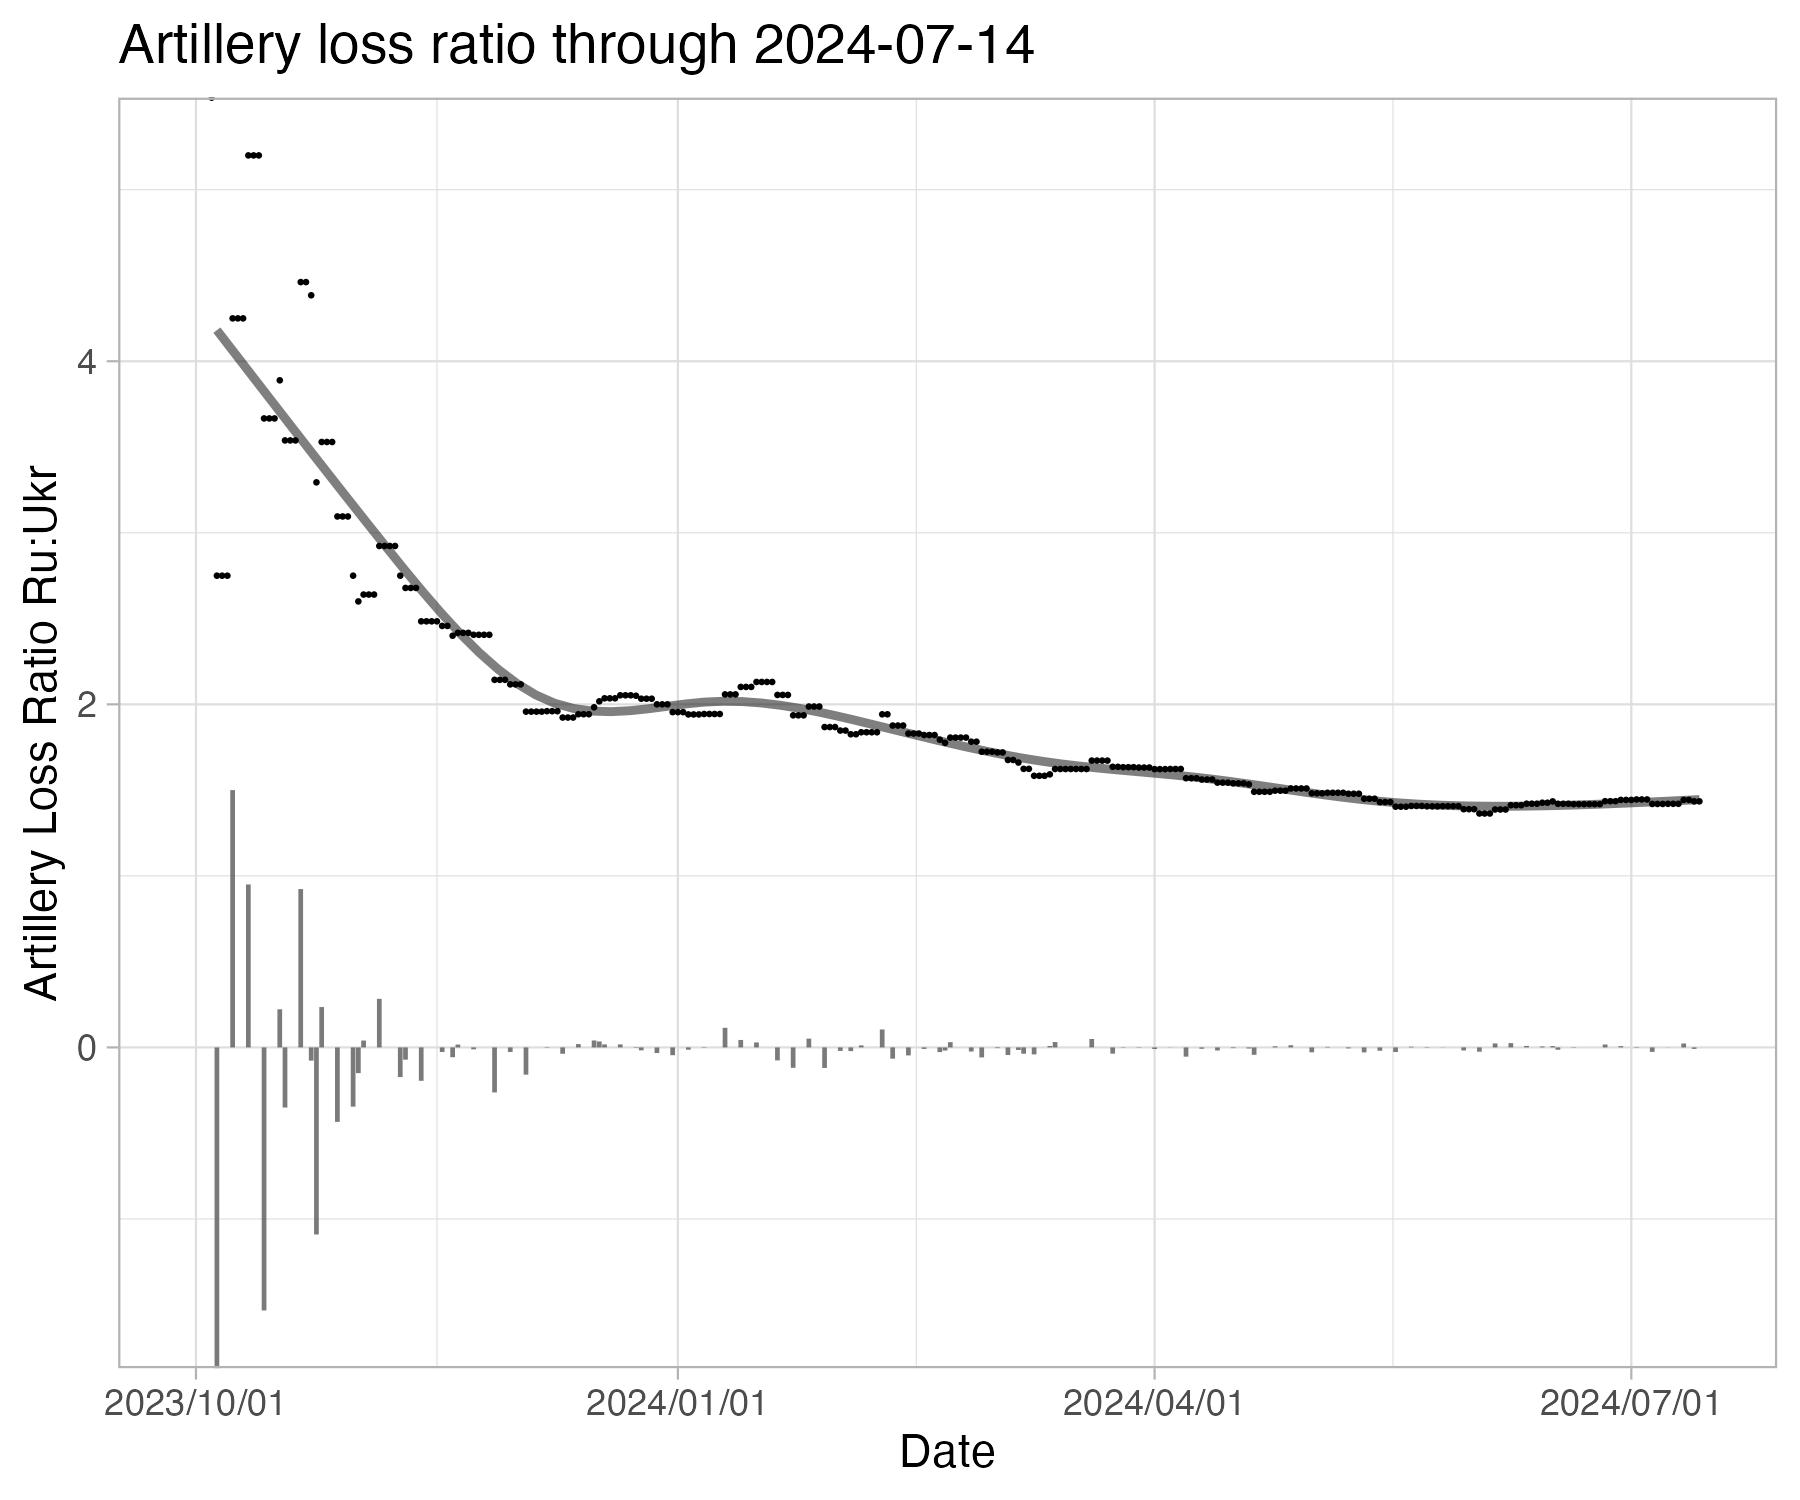 Artillery loss ratio through 2024-07-14
Artillery Loss Ratio Ru:Ukr
4
2
0
2023/10/01
2024/01/01
2024/04/01
2024/07/01
Date